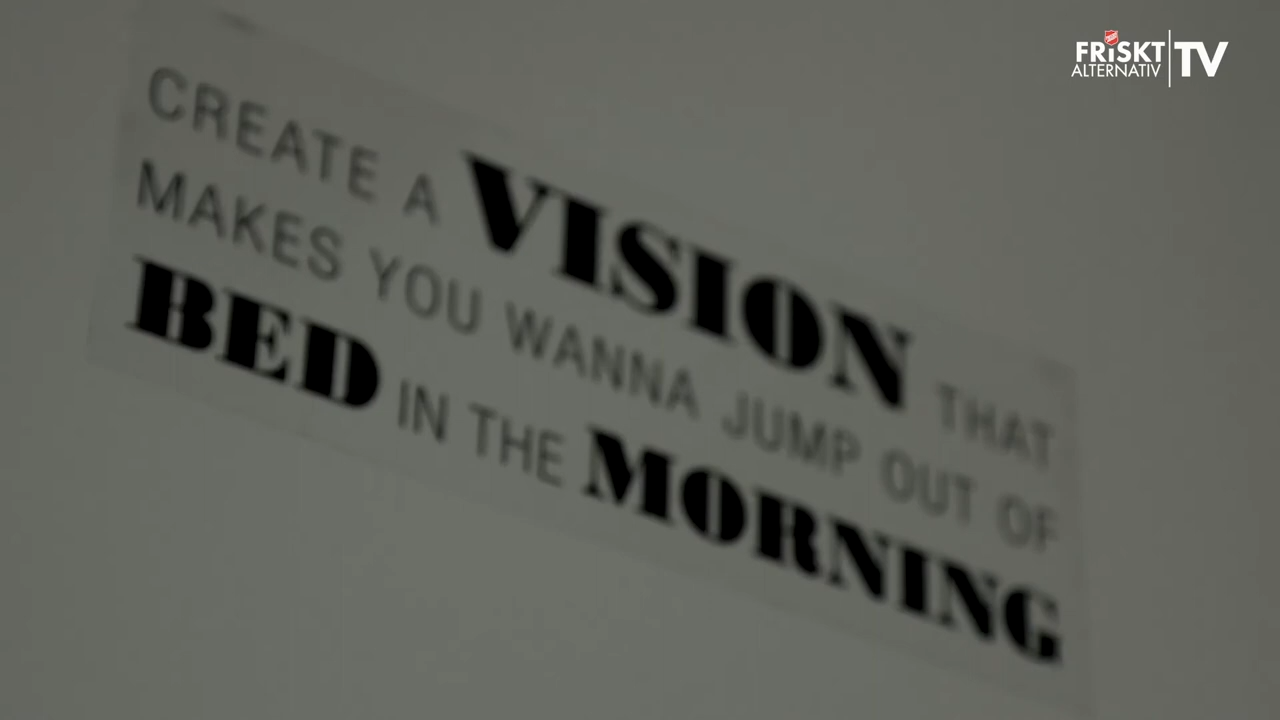 FRiSKT
ALTERNATIV
TV
CREATE A VISION THAT
MAKES YOU WANNA JUMP OUT OF
BED IN THE MORNING